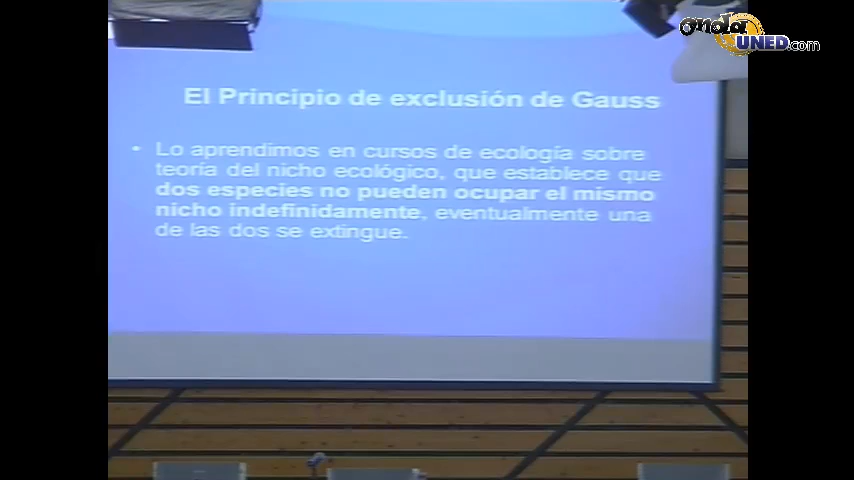 onda
UNED.com
El Principio de exclusión de Gauss
• Lo aprendimos en cursos de ecología sobre
teoría del nicho ecológico, que establece que
dos especies no pueden ocupar el mismo
nicho indefinidamente, eventualmente una
de las dos se extingue.